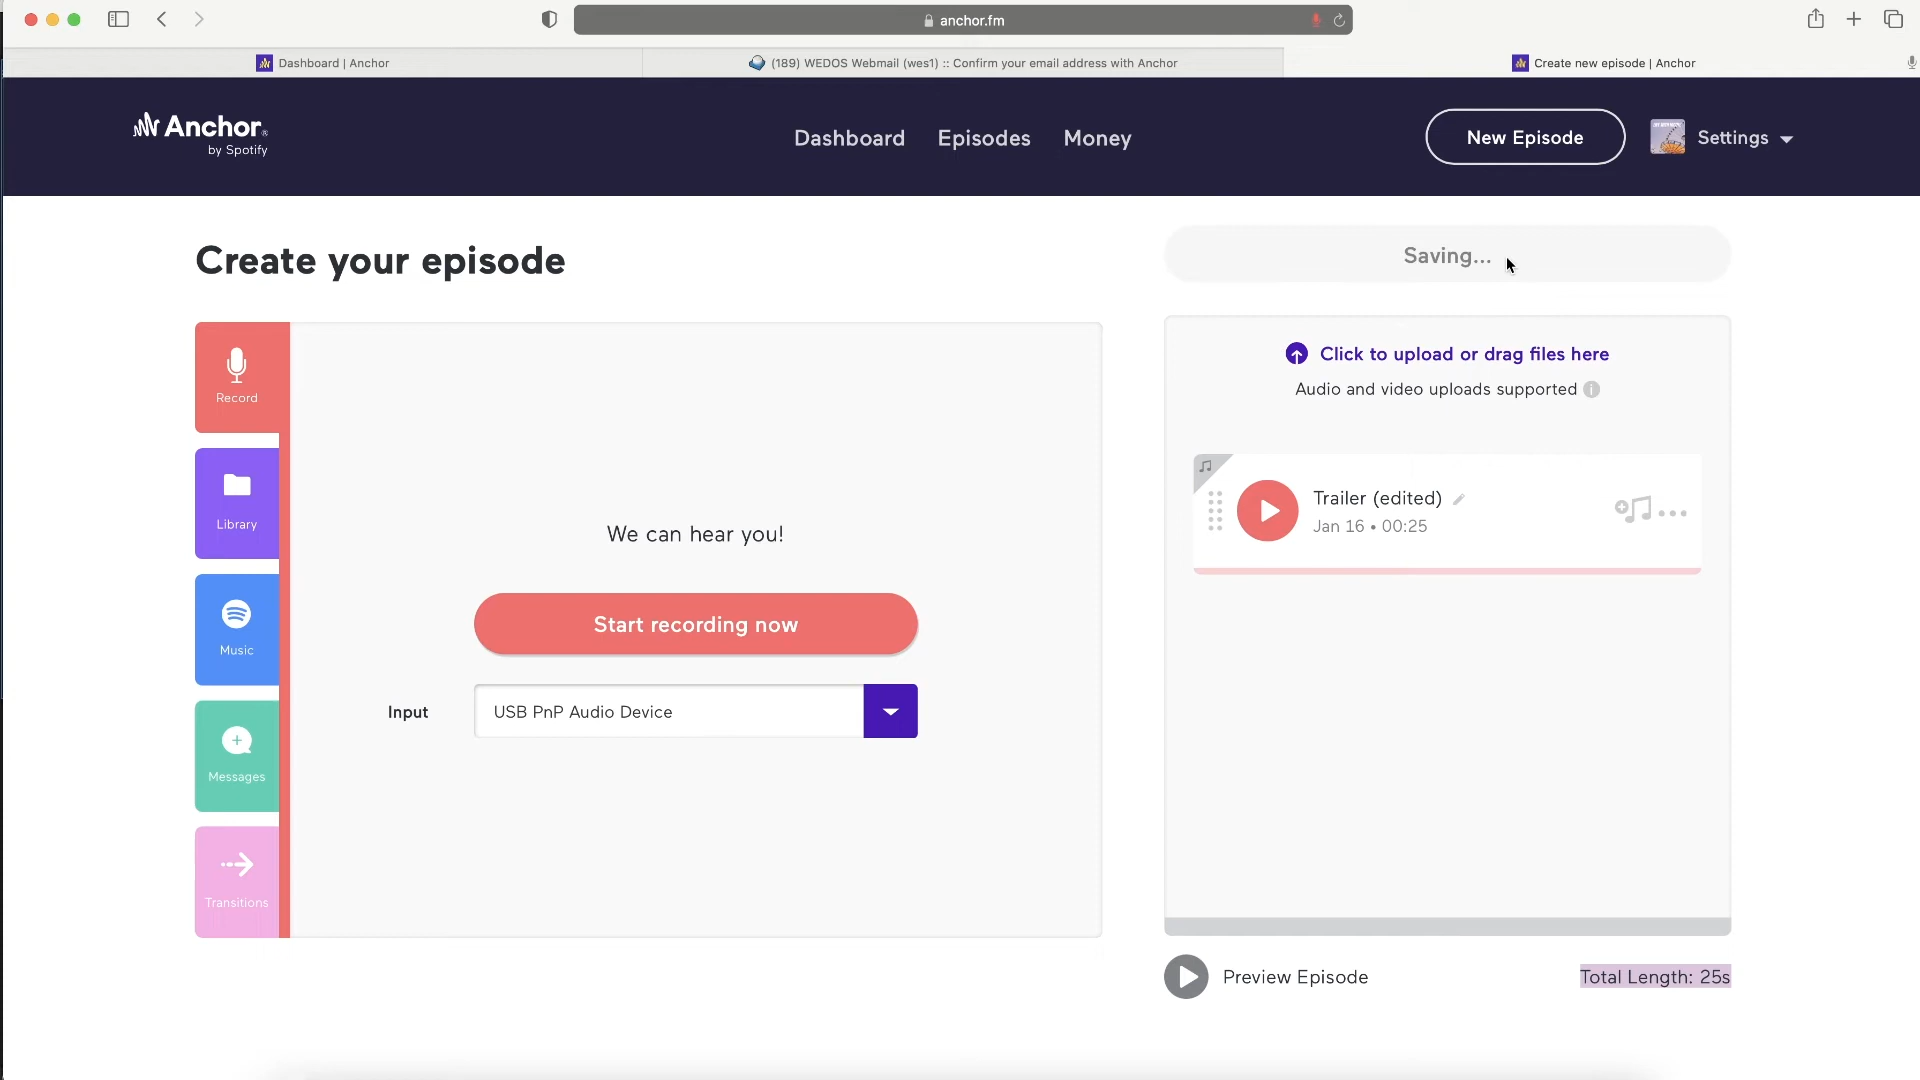 anchor.fm
Dashboard | Anchor
(189) WEDOS Webmail (wes1) :: Confirm your email address with Anchor
Create new episode | Anchor
Anchor
by Spotify
Dashboard
Episodes
Money
New Episode
Settings
Create your episode
Saving...
Record
Library
Music
Messages
Transitions
We can hear you!
Start recording now
Input
USB PnP Audio Device
Click to upload or drag files here
Audio and video uploads supported
Trailer (edited)
Jan 16 • 00:25
Preview Episode
Total Length: 25s